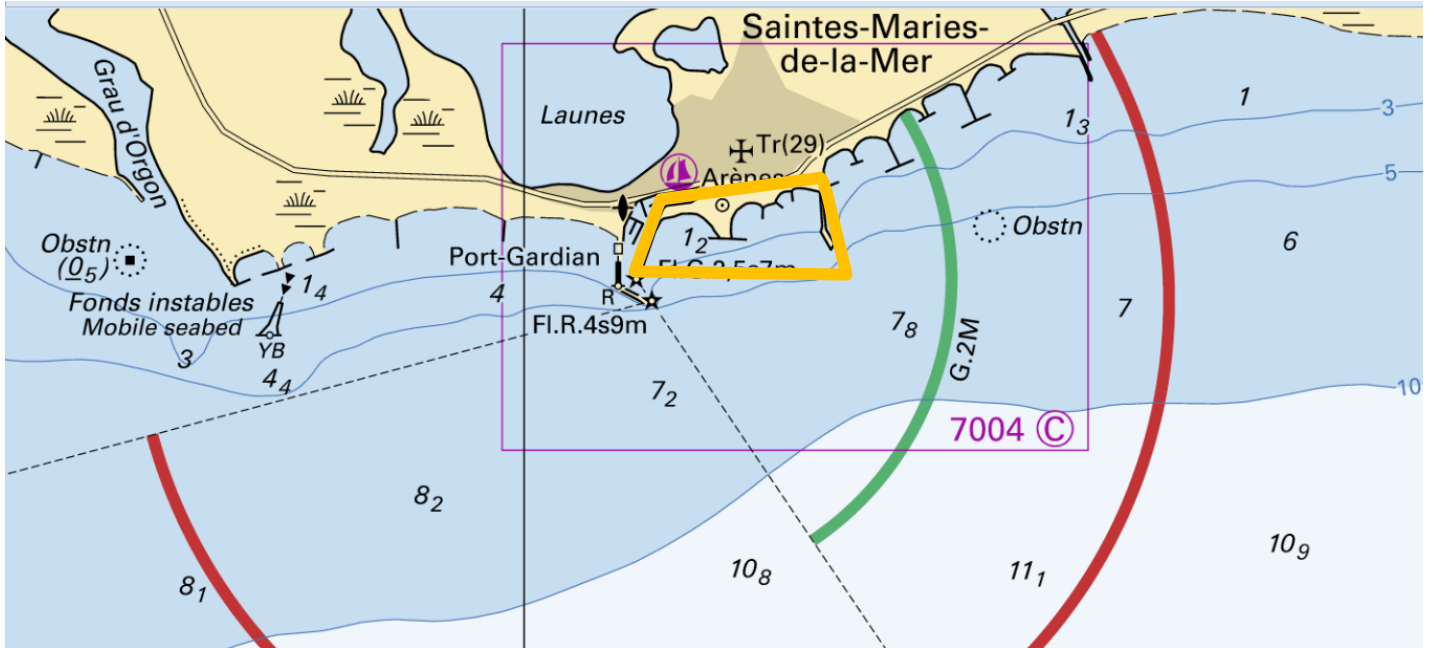 Saintes-Maries-
de-la-Mer
Grau d'Orgon
Launes
Tr(29)
Arènes
1
1₃
3
5
Obstn
6
Obstn
(0₅)
Fonds instables
Mobile seabed
YB
1₄
3
4₄
Port-Gardian
4
R
1₂
Fl.G.2,5s7m
Fl.R.4s9m
7₂
7₈
G.2M
7
10
7004 C
8₂
8₁
10₈
11₁
10₉